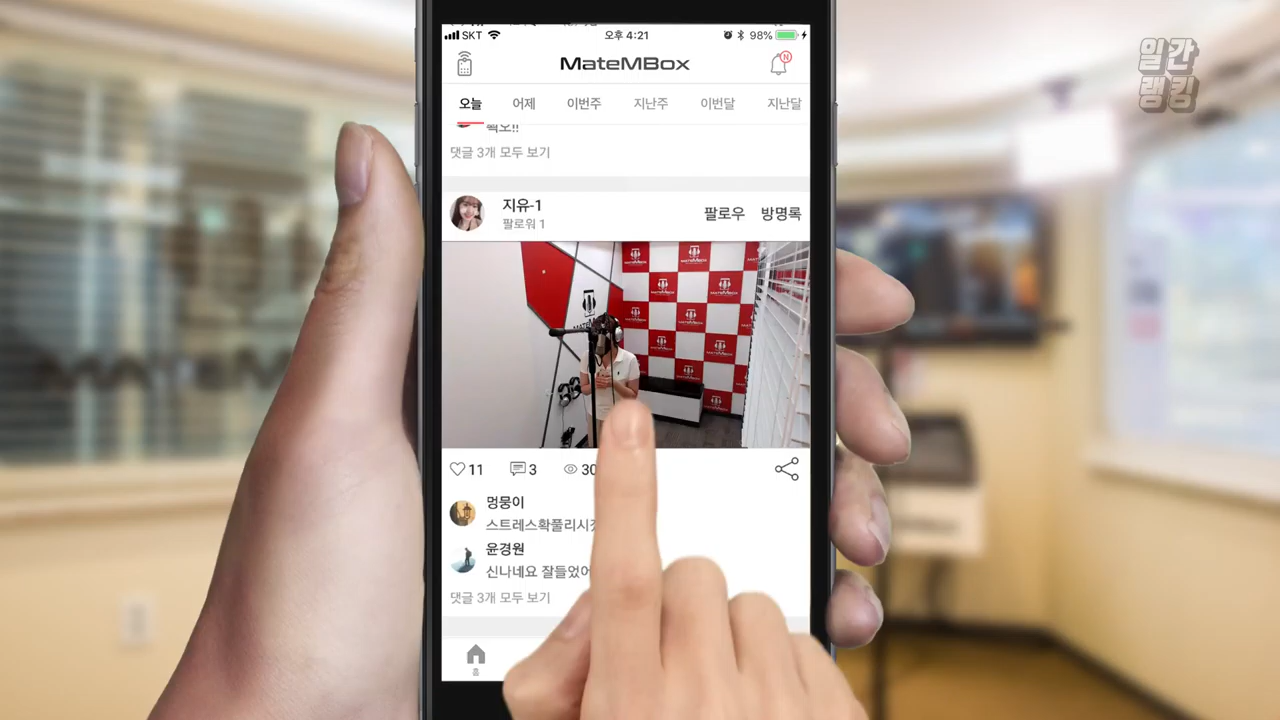 SKT 오후 4:21 98%
일간
랭킹
MateMBox N
오늘 어제 이번주 지난주 이번달 지난달
댓글 3개 모두 보기
지유-1
팔로워 1
팔로우 방명록
MATEMBOX
11 3 30
멍뭉이
스트레스확풀리시
윤경원
신나네요 잘들었어
댓글 3개 모두 보기
홈